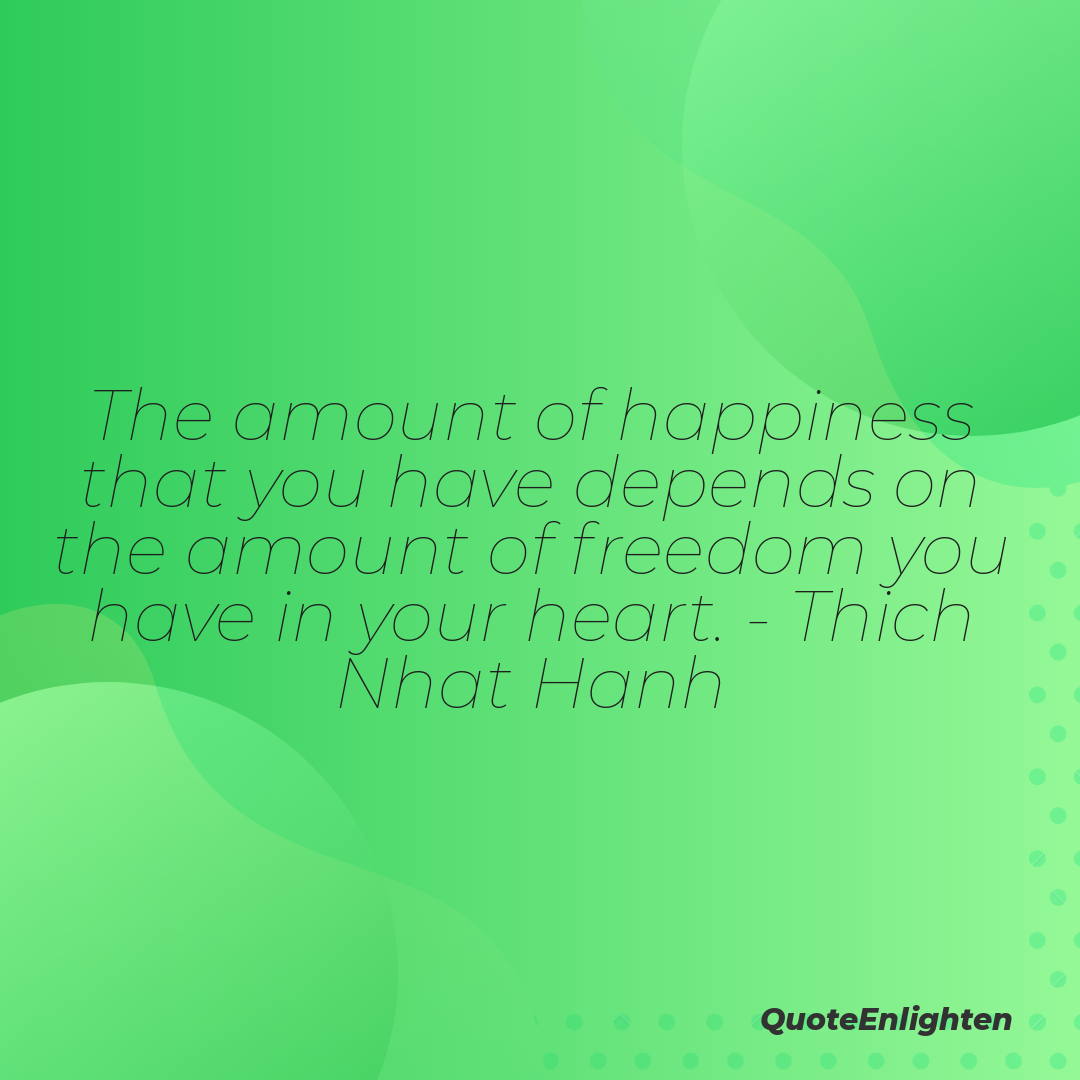 The amount of happiness
that you have depends on
the amount of freedom you
have in your heart. - Thich
Nhat Hanh
QuoteEnlighten